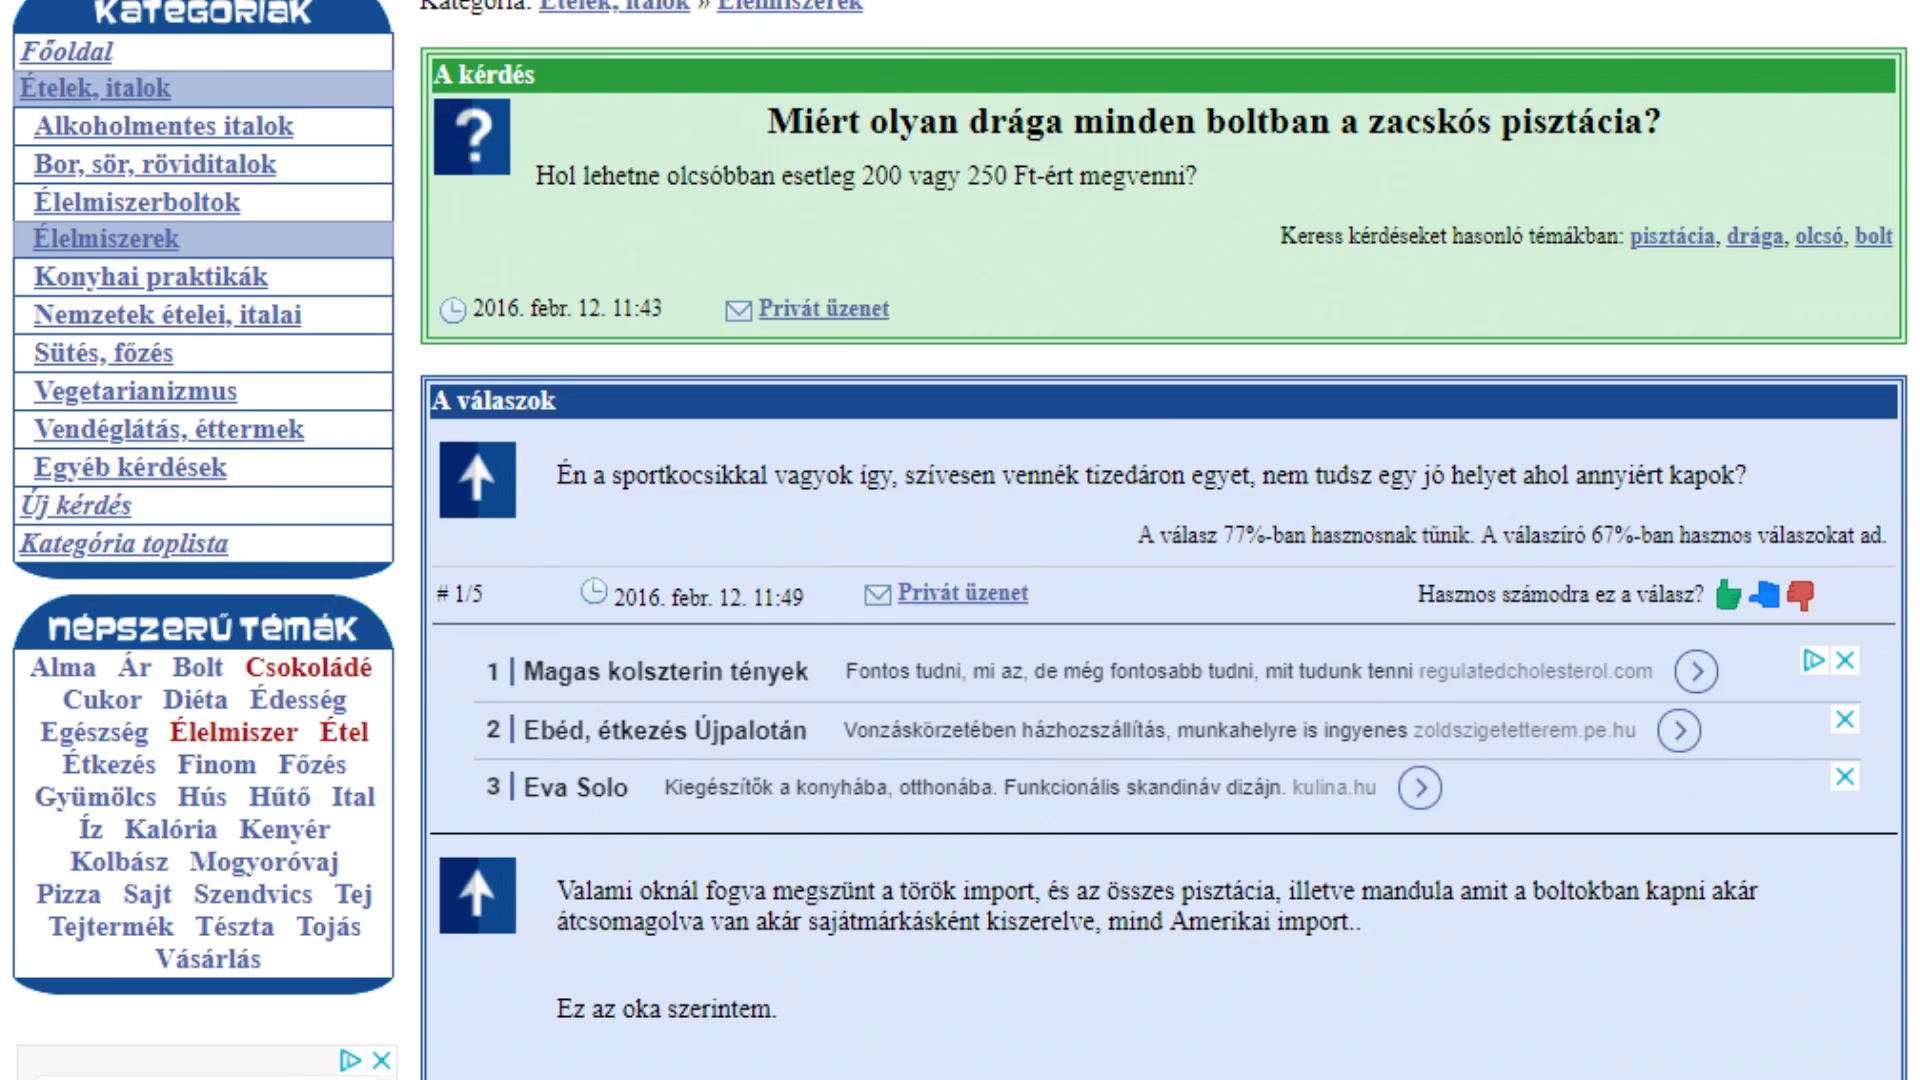 KATEGÓRIÁK
Főoldal
Ételek, italok
Alkoholmentes italok
Bor, sör, röviditalok
Élelmiszerboltok
Élelmiszerek
Konyhai praktikák
Nemzetek ételei, italai
Sütés, főzés
Vegetarianizmus
Vendéglátás, éttermek
Egyéb kérdések
Új kérdés
Kategória toplista
NÉPSZERŰ TÉMÁK
Alma Ár Bolt Csokoládé
Cukor Diéta Édesség
Egészség Élelmiszer Étel
Étkezés Finom Főzés
Gyümölcs Hús Hűtő Ital
Íz Kalória Kenyér
Kolbász Mogyoróvaj
Pizza Sajt Szendvics Tej
Tejtermék Tészta Tojás
Vásárlás
Kategória: Ételek, italok » Élelmiszerek
A kérdés
Miért olyan drága minden boltban a zacskós pisztácia?
Hol lehetne olcsóbban esetleg 200 vagy 250 Ft-ért megvenni?
Keress kérdéseket hasonló témákban: pisztácia, drága, olcsó, bolt
2016. febr. 12. 11:43 Privát üzenet
A válaszok
Én a sportkocsikkal vagyok így, szívesen vennék tizedáron egyet, nem tudsz egy jó helyet ahol annyiért kapok?
A válasz 77%-ban hasznosnak tűnik. A válaszíró 67%-ban hasznos válaszokat ad.
# 1/5 2016. febr. 12. 11:49 Privát üzenet Hasznos számodra ez a válasz?
1 Magas kolszterin tények Fontos tudni, mi az, de még fontosabb tudni, mit tudunk tenni regulatedcholesterol.com
2 Ebéd, étkezés Újpalotán Vonzáskörzetében házhozszállítás, munkahelyre is ingyenes zoldszigetetterem.pe.hu
3 Eva Solo Kiegészítők a konyhába, otthonába. Funkcionális skandináv dizájn. kulina.hu
Valami oknál fogva megszünt a török import, és az összes pisztácia, illetve mandula amit a boltokban kapni akár
átcsomagolva van akár sajátmárkásként kiszerelve, mind Amerikai import..
Ez az oka szerintem.